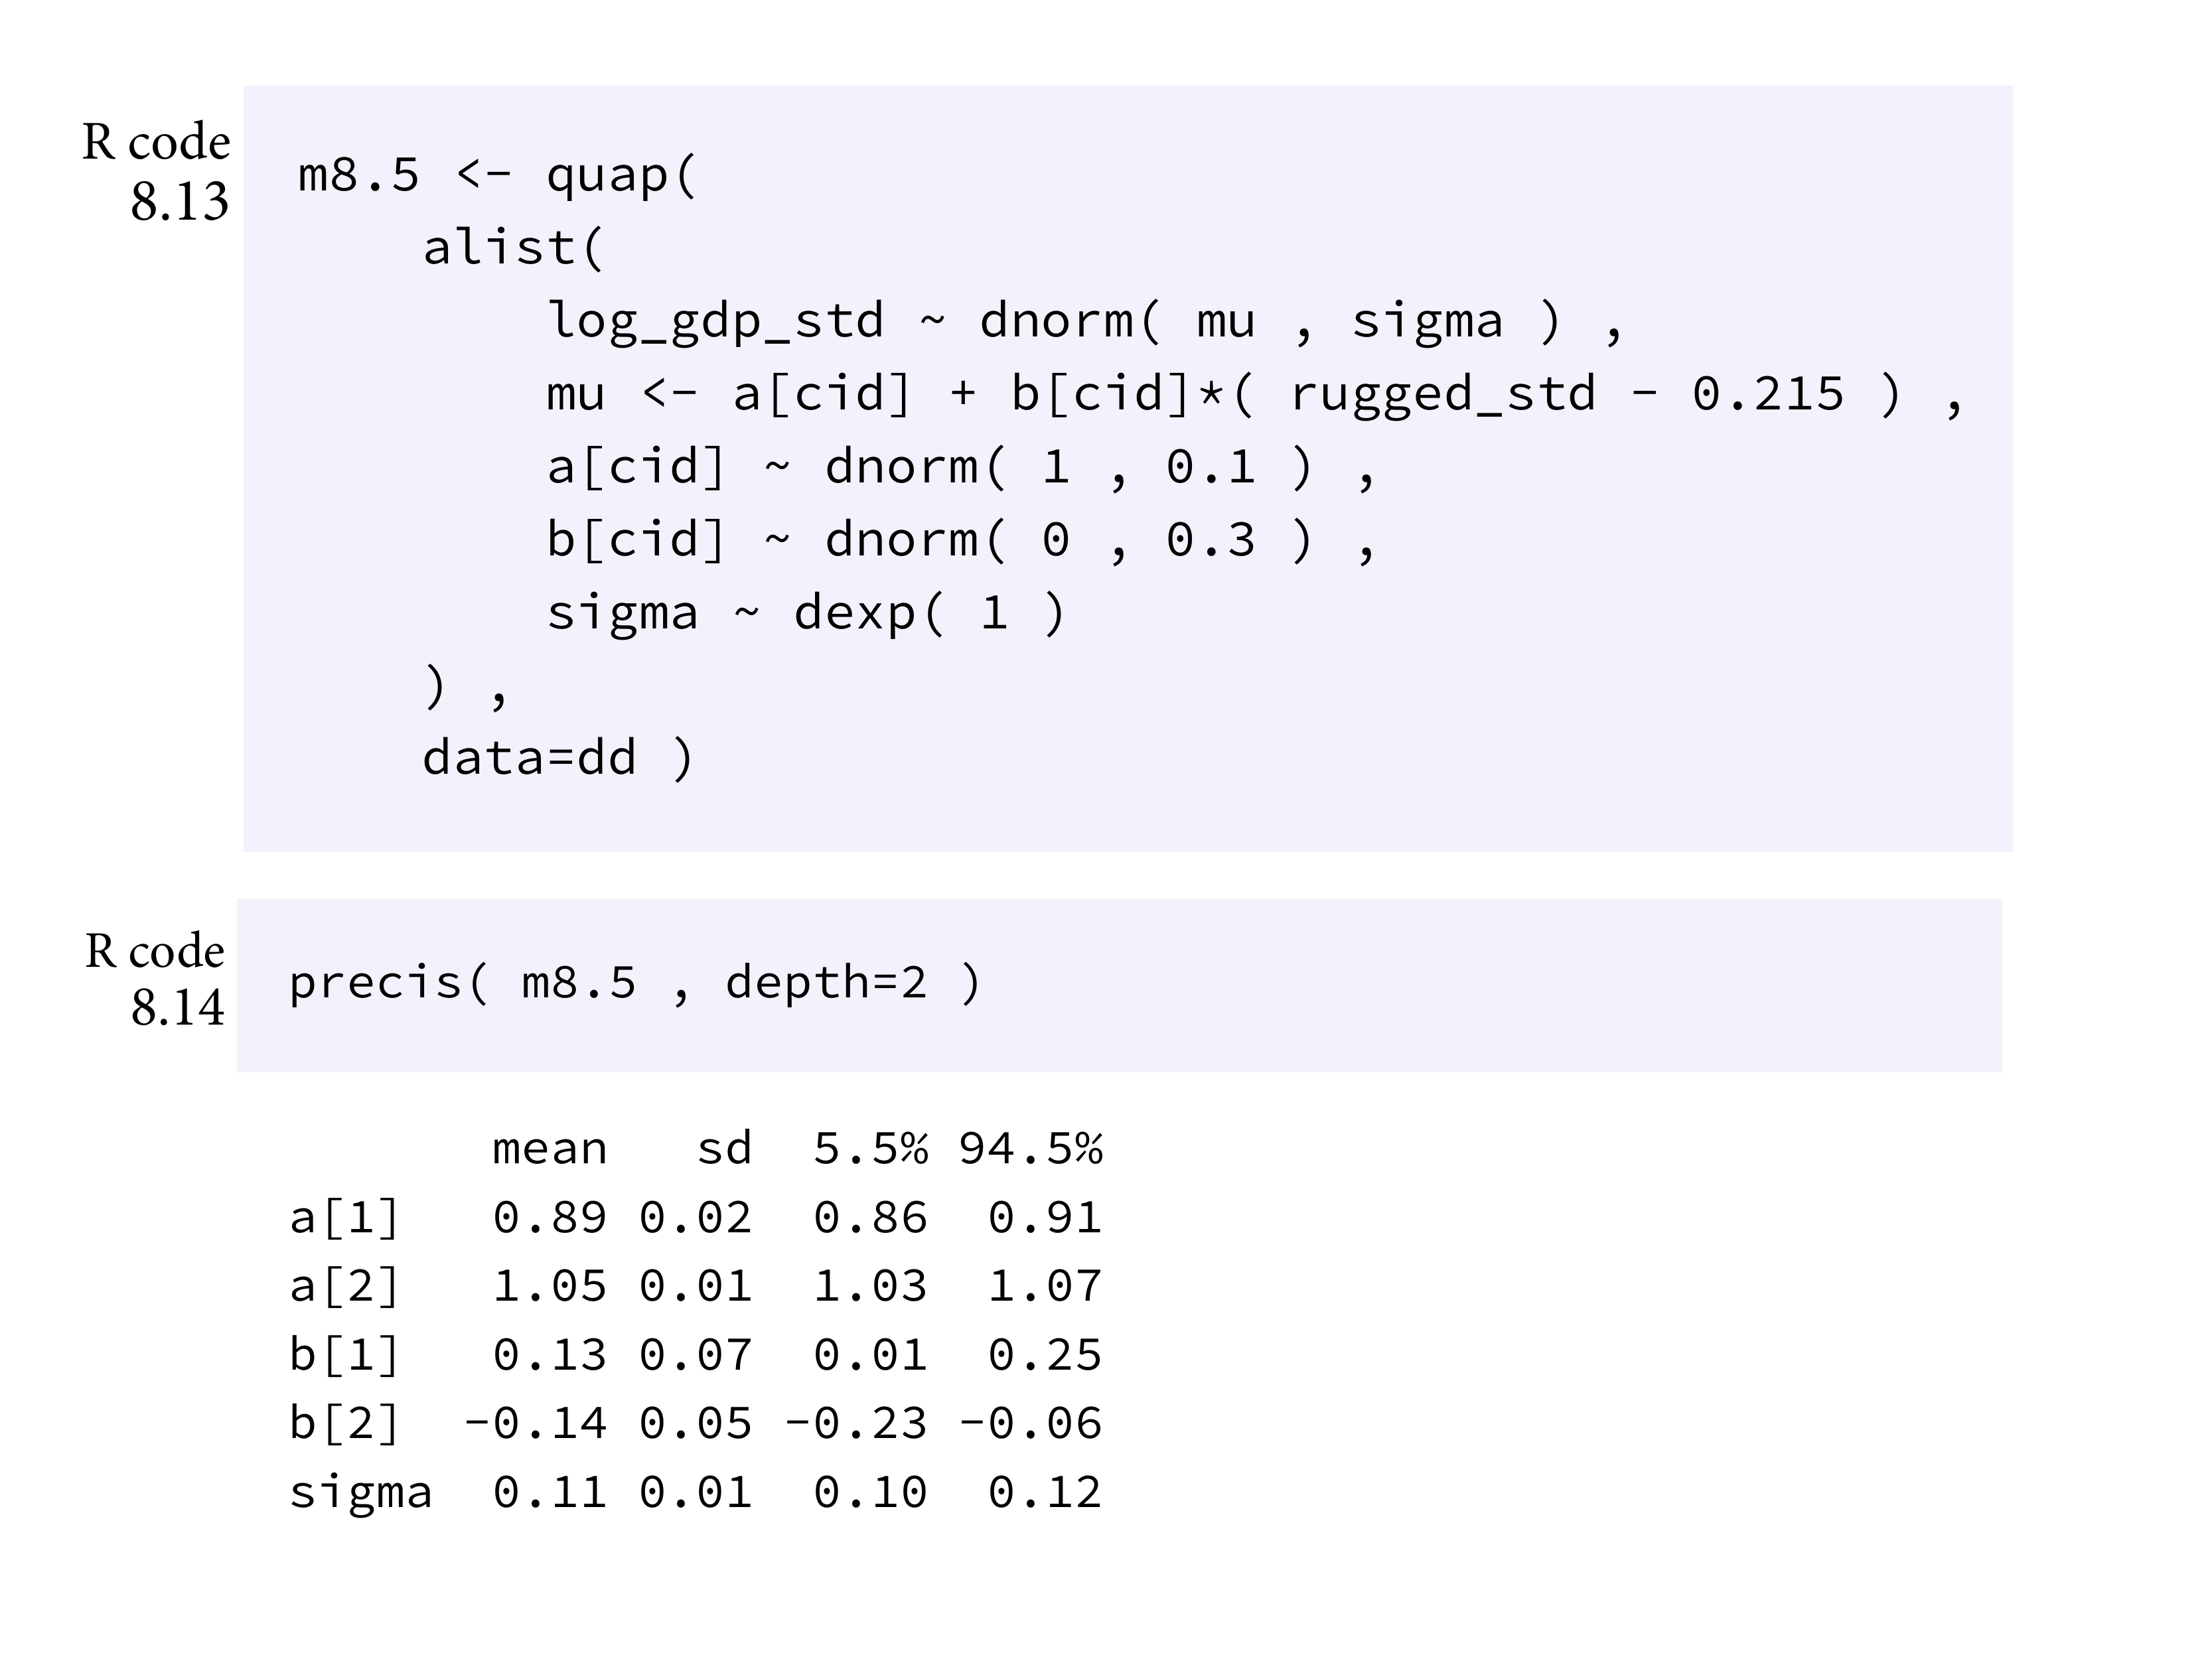 R code
8.13
m8.5 <- quap(
    alist(
        log_gdp_std ~ dnorm( mu , sigma ) ,
        mu <- a[cid] + b[cid]*( rugged_std - 0.215 ) ,
        a[cid] ~ dnorm( 1 , 0.1 ) ,
        b[cid] ~ dnorm( 0 , 0.3 ) ,
        sigma ~ dexp( 1 )
    ) ,
    data=dd )
R code
8.14
precis( m8.5 , depth=2 )
       mean   sd  5.5% 94.5%
a[1]   0.89 0.02  0.86  0.91
a[2]   1.05 0.01  1.03  1.07
b[1]   0.13 0.07  0.01  0.25
b[2]  −0.14 0.05 −0.23 −0.06
sigma  0.11 0.01  0.10  0.12